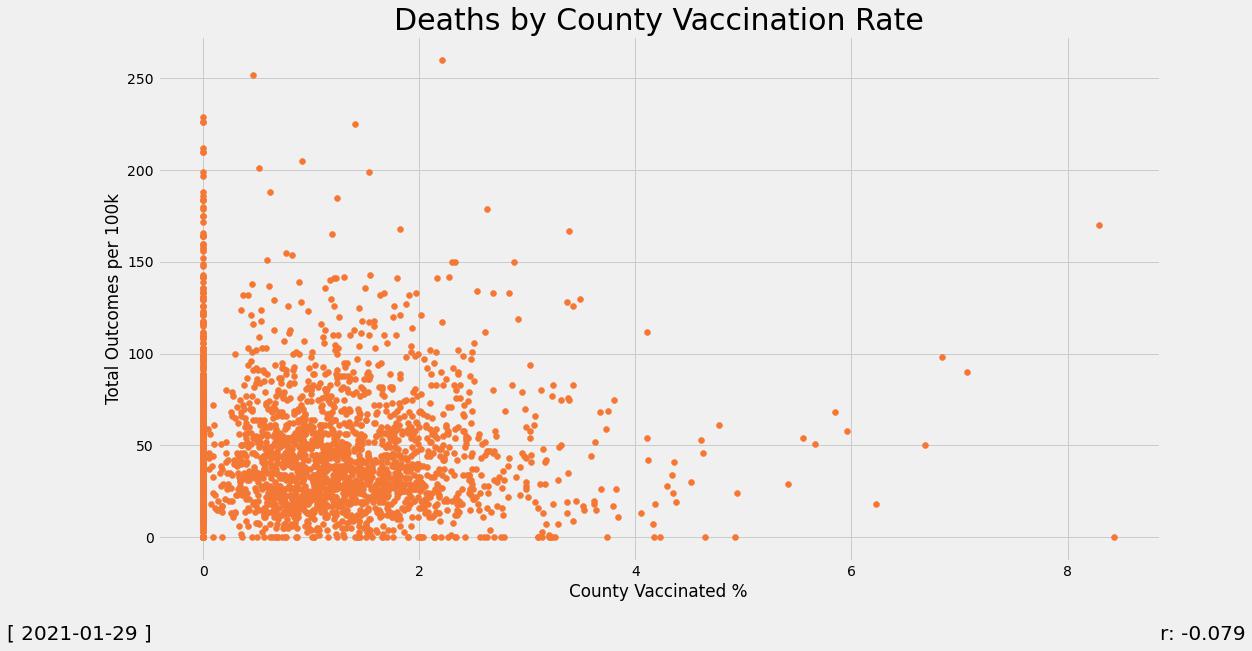 Deaths by County Vaccination Rate
Total Outcomes per 100k
250
200
150
100
50
0
0 2 4 6 8
County Vaccinated %
[ 2021-01-29 ]
r: -0.079